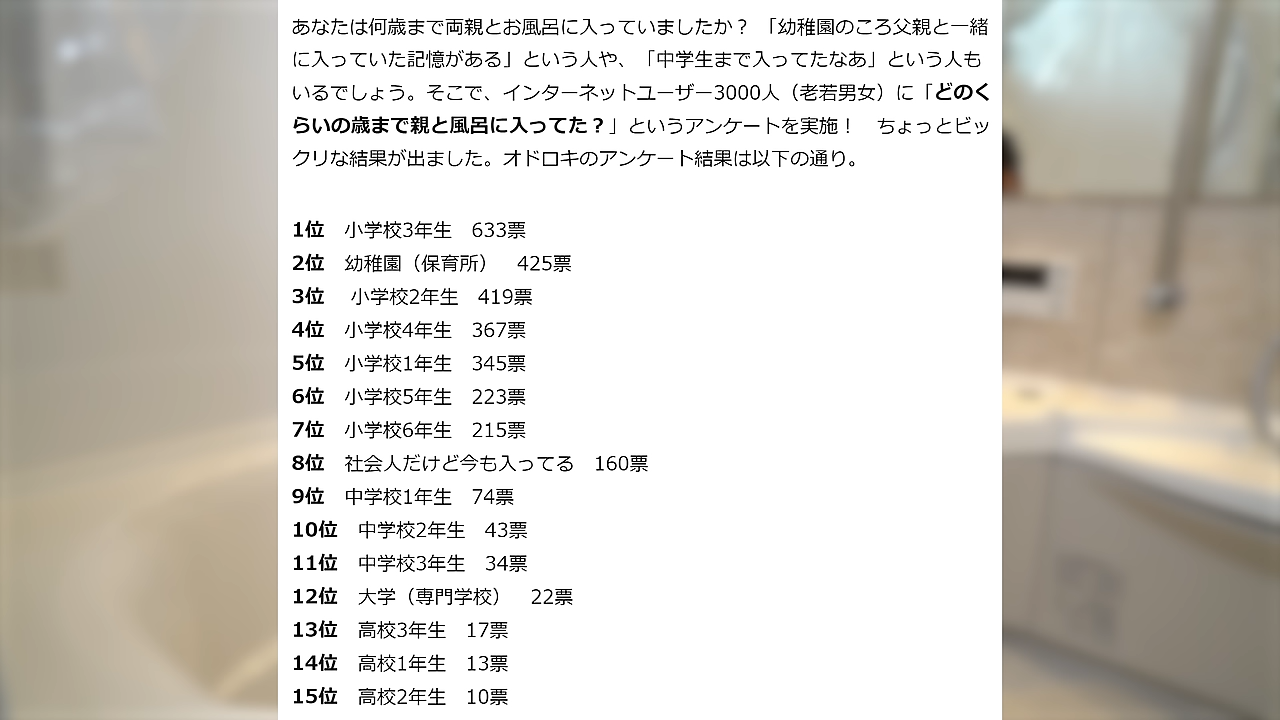 あなたは何歳まで両親とお風呂に入っていましたか？ 「幼稚園のころ父親と一緒
に入っていた記憶がある」という人や、「中学生まで入ってたなあ」という人も
いるでしょう。そこで、インターネットユーザー3000人（老若男女）に「どのく
らいの歳まで親と風呂に入ってた？」というアンケートを実施！　ちょっとビッ
クリな結果が出ました。オドロキのアンケート結果は以下の通り。
1位　小学校3年生　633票
2位　幼稚園（保育所）　425票
3位　小学校2年生　419票
4位　小学校4年生　367票
5位　小学校1年生　345票
6位　小学校5年生　223票
7位　小学校6年生　215票
8位　社会人だけど今も入ってる　160票
9位　中学校1年生　74票
10位　中学校2年生　43票
11位　中学校3年生　34票
12位　大学（専門学校）　22票
13位　高校3年生　17票
14位　高校1年生　13票
15位　高校2年生　10票